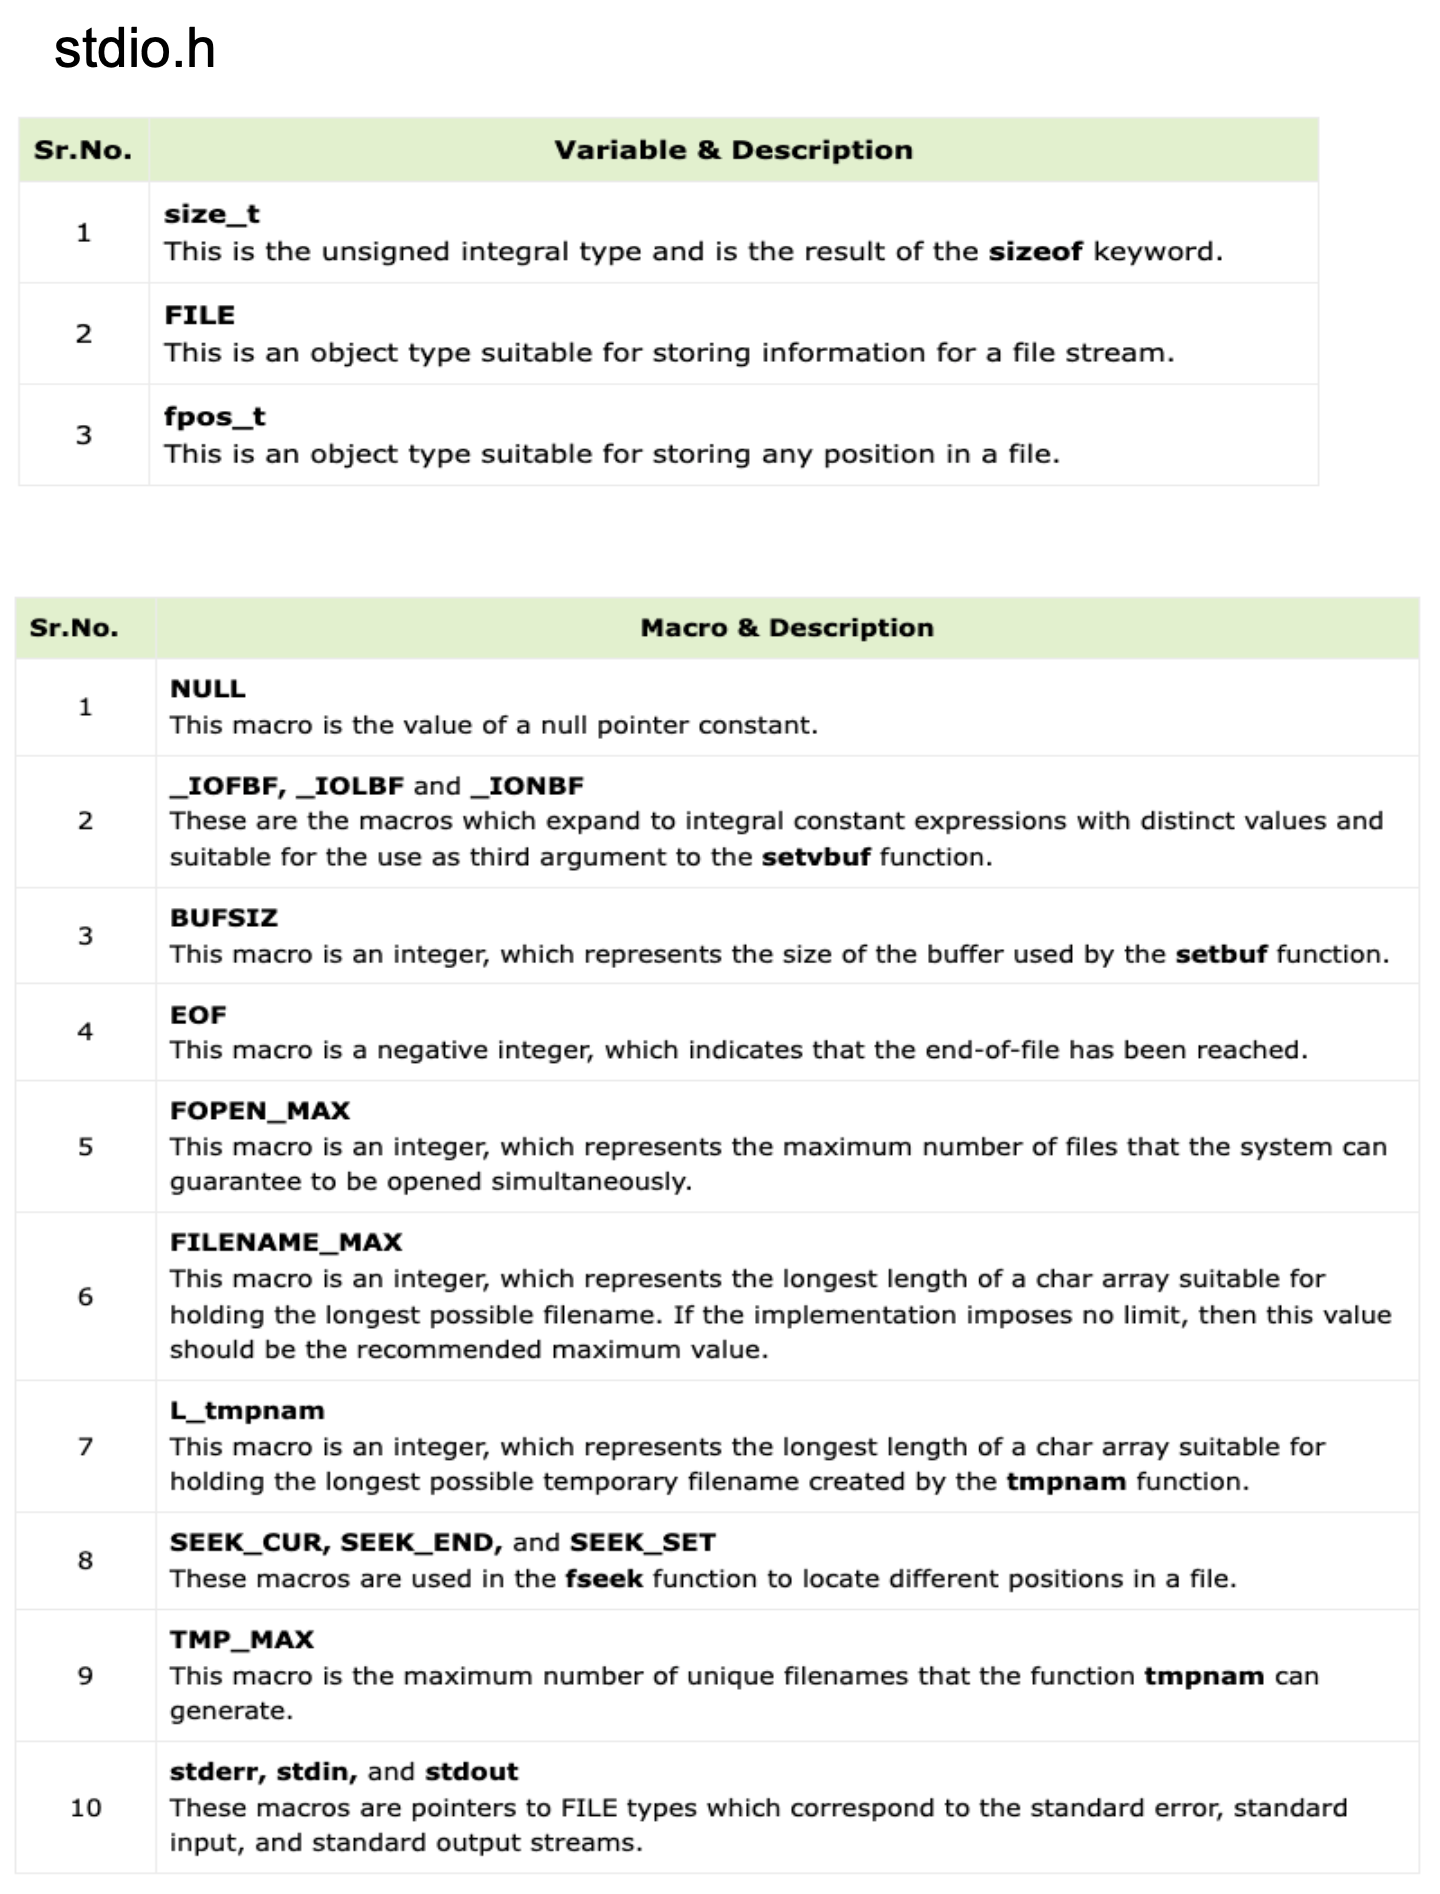 stdio.h
Sr.No. Variable & Description
1
size_t
This is the unsigned integral type and is the result of the sizeof keyword.
2
FILE
This is an object type suitable for storing information for a file stream.
3
fpos_t
This is an object type suitable for storing any position in a file.
Sr.No. Macro & Description
1
NULL
This macro is the value of a null pointer constant.
2
_IOFBF, _IOLBF and _IONBF
These are the macros which expand to integral constant expressions with distinct values and
suitable for the use as third argument to the setvbuf function.
3
BUFSIZ
This macro is an integer, which represents the size of the buffer used by the setbuf function.
4
EOF
This macro is a negative integer, which indicates that the end-of-file has been reached.
5
FOPEN_MAX
This macro is an integer, which represents the maximum number of files that the system can
guarantee to be opened simultaneously.
6
FILENAME_MAX
This macro is an integer, which represents the longest length of a char array suitable for
holding the longest possible filename. If the implementation imposes no limit, then this value
should be the recommended maximum value.
7
L_tmpnam
This macro is an integer, which represents the longest length of a char array suitable for
holding the longest possible temporary filename created by the tmpnam function.
8
SEEK_CUR, SEEK_END, and SEEK_SET
These macros are used in the fseek function to locate different positions in a file.
9
TMP_MAX
This macro is the maximum number of unique filenames that the function tmpnam can
generate.
10
stderr, stdin, and stdout
These macros are pointers to FILE types which correspond to the standard error, standard
input, and standard output streams.